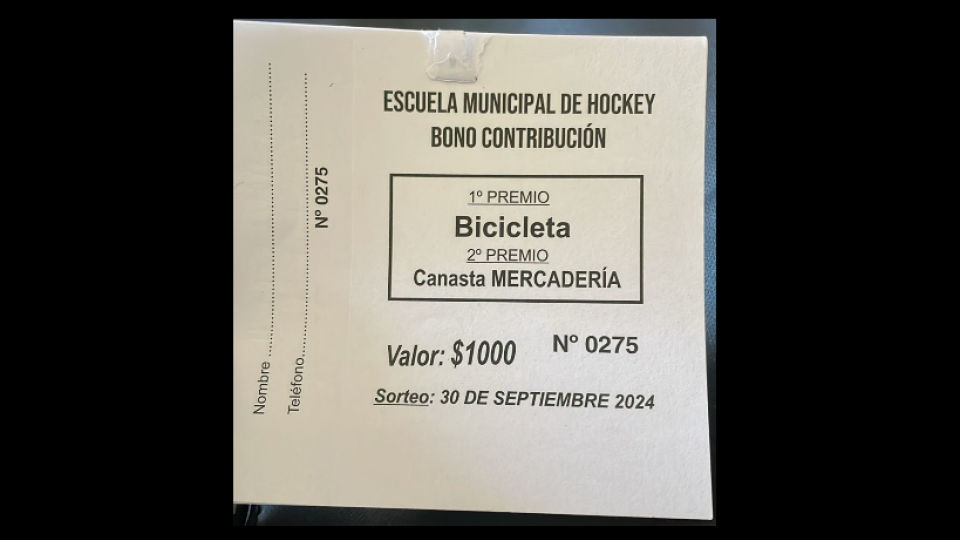 Nombre
Teléfono
Nº 0275
ESCUELA MUNICIPAL DE HOCKEY
BONO CONTRIBUCIÓN
1º PREMIO
Bicicleta
2º PREMIO
Canasta MERCADERÍA
Valor: $1000
Nº 0275
Sorteo: 30 DE SEPTIEMBRE 2024